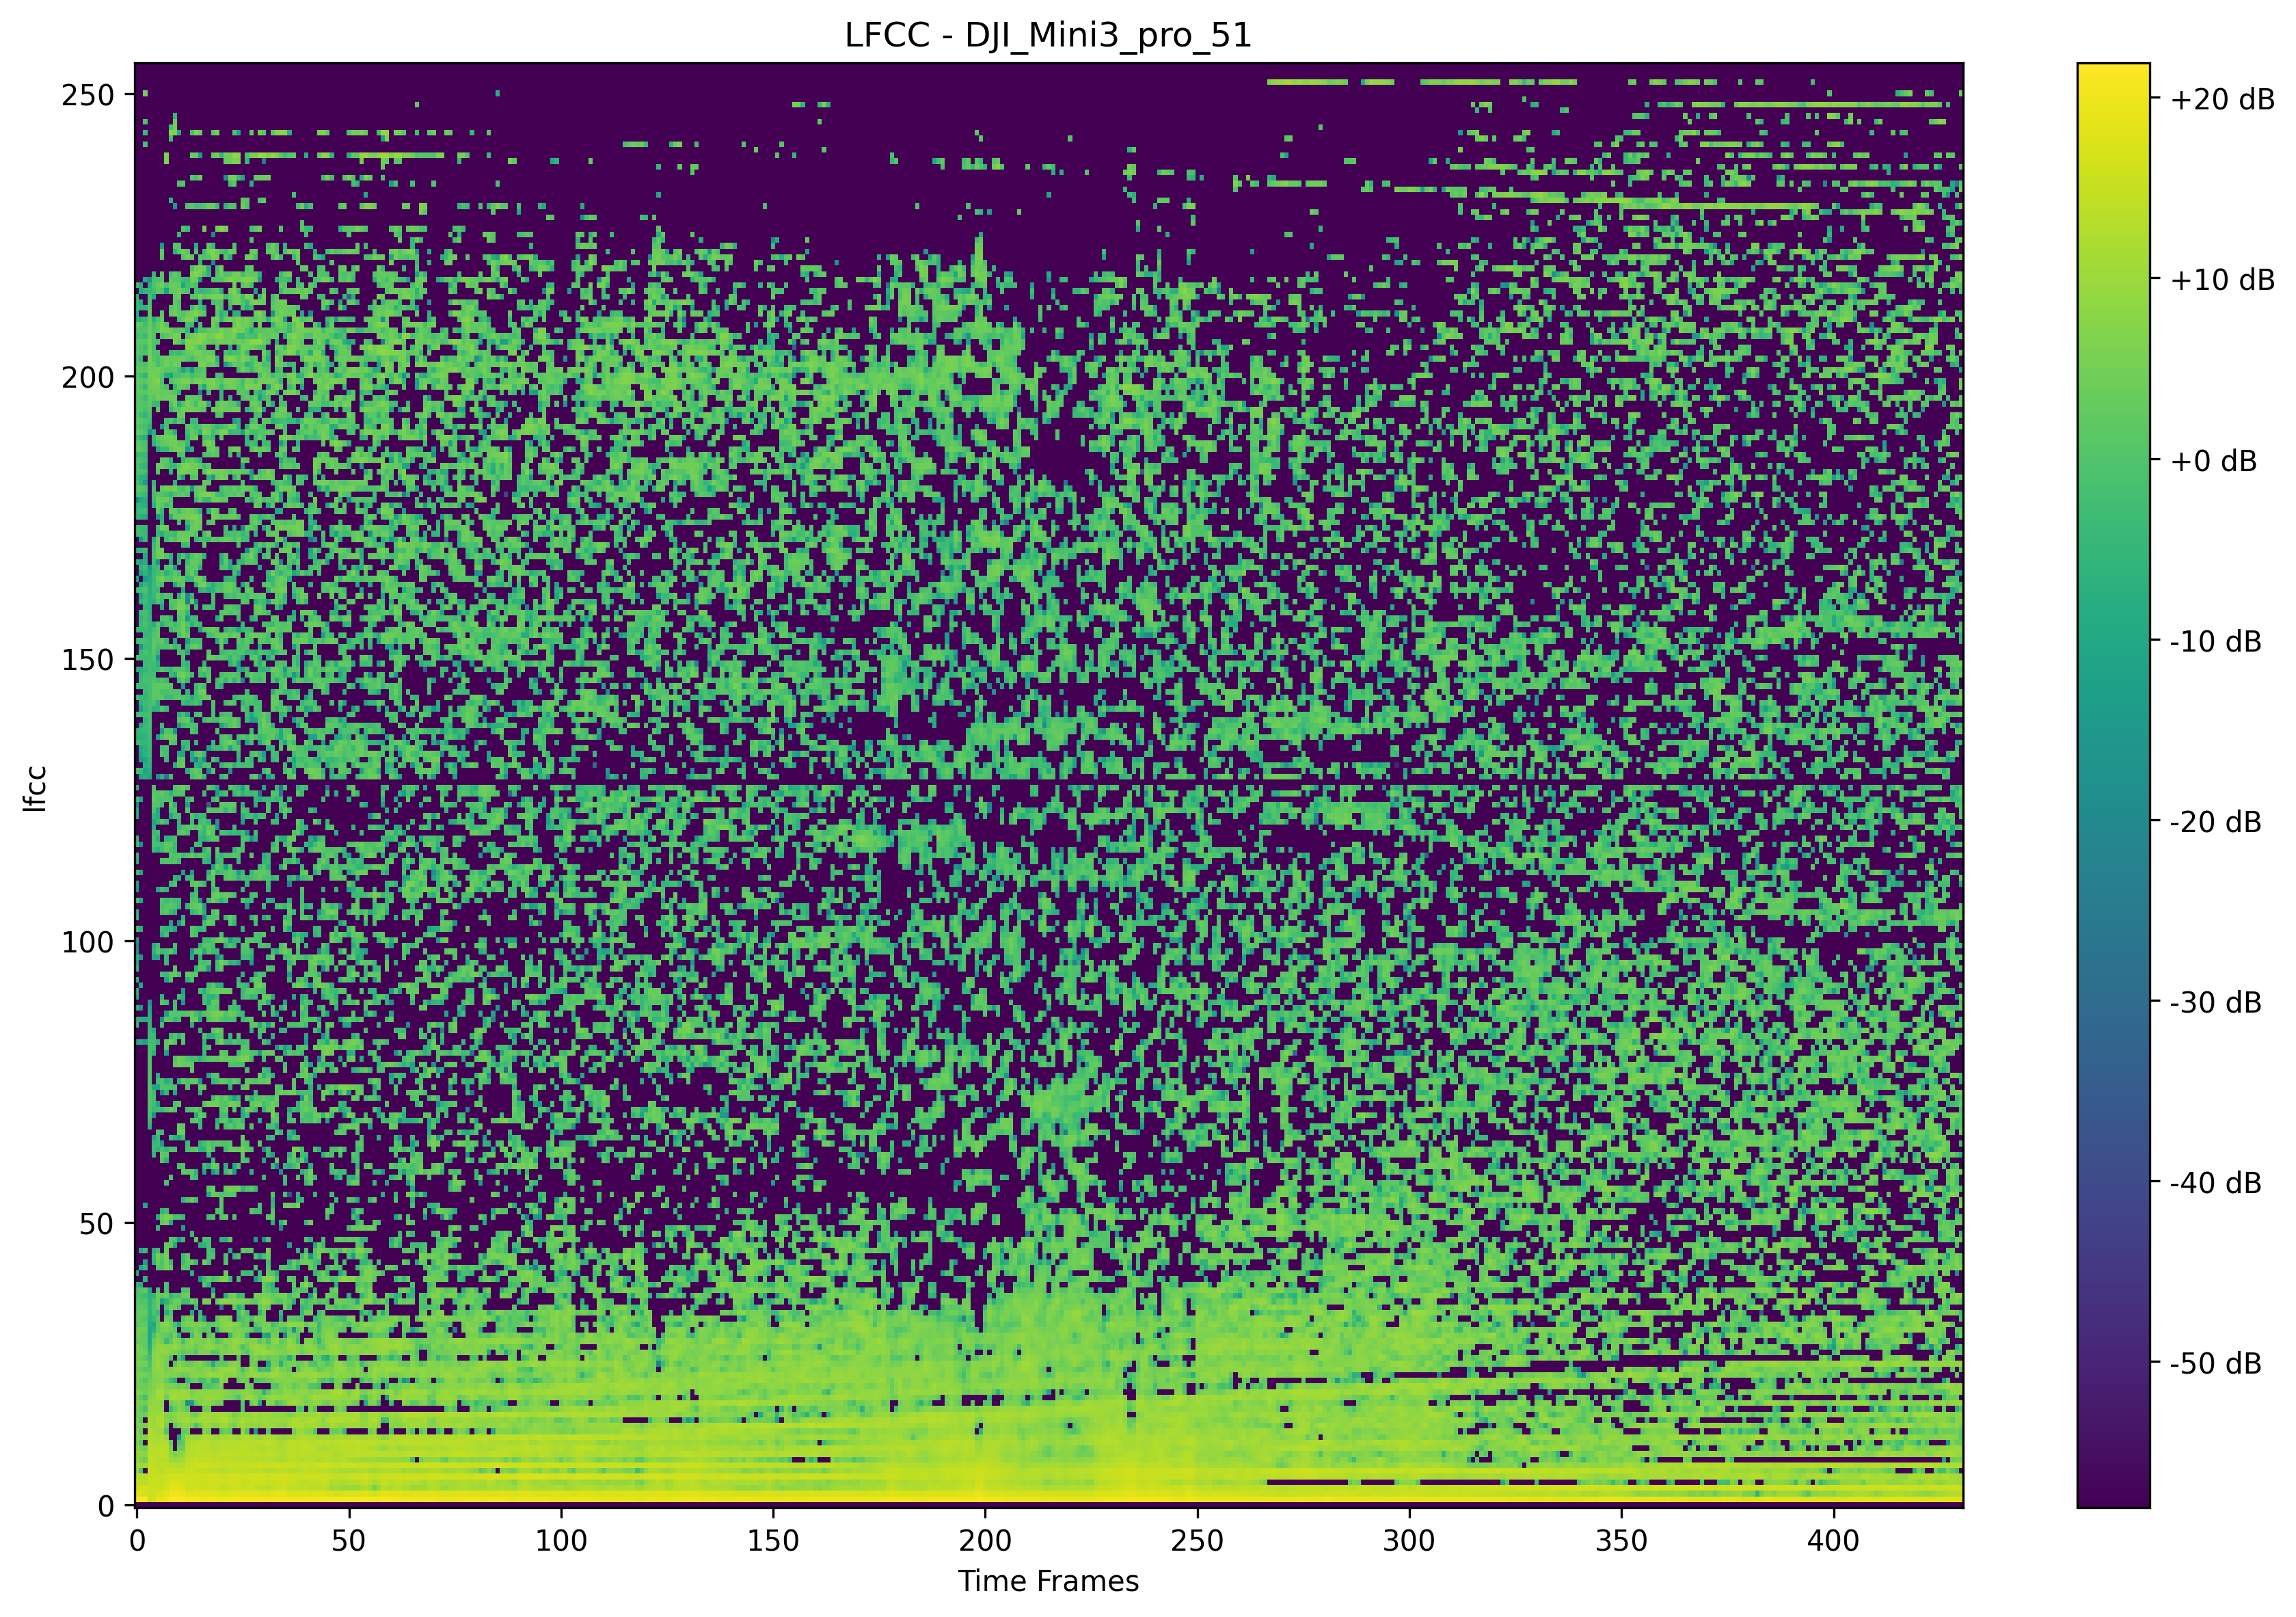 LFCC - DJI_Mini3_pro_51
250
200
150
100
50
0
lfcc
0 50 100 150 200 250 300 350 400
Time Frames
+20 dB
+10 dB
+0 dB
-10 dB
-20 dB
-30 dB
-40 dB
-50 dB